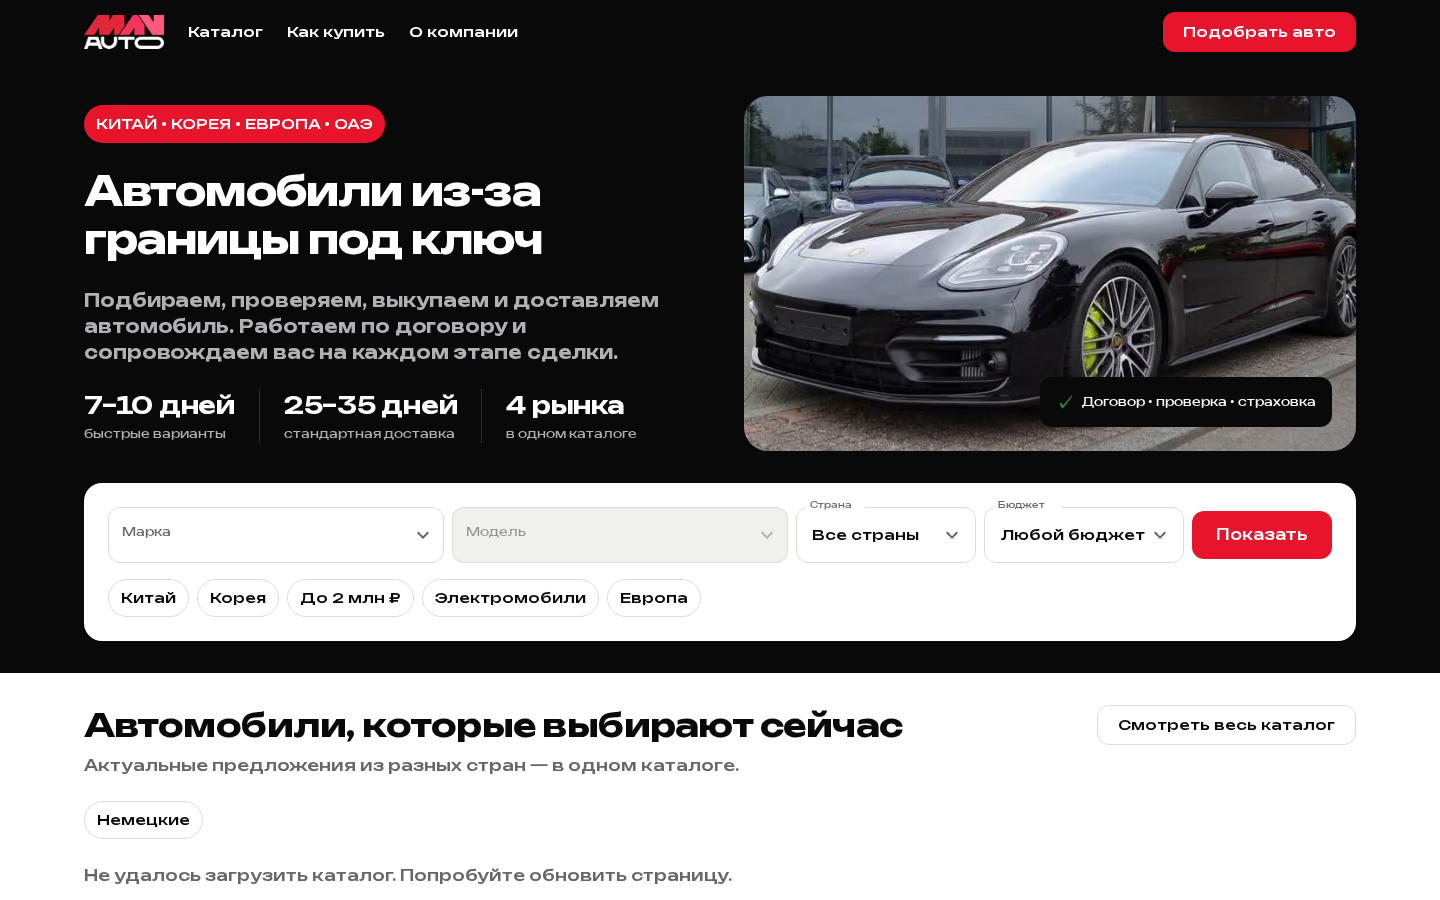 MAN
AUTO
Каталог
Как купить
О компании
Подобрать авто
КИТАЙ • КОРЕЯ • ЕВРОПА • ОАЭ
Автомобили из-за
границы под ключ
Подбираем, проверяем, выкупаем и доставляем
автомобиль. Работаем по договору и
сопровождаем вас на каждом этапе сделки.
7–10 дней
быстрые варианты
25–35 дней
стандартная доставка
4 рынка
в одном каталоге
✓ Договор • проверка • страховка
Марка
Модель
Страна
Все страны
Бюджет
Любой бюджет
Показать
Китай
Корея
До 2 млн ₽
Электромобили
Европа
Автомобили, которые выбирают сейчас
Смотреть весь каталог
Актуальные предложения из разных стран — в одном каталоге.
Немецкие
Не удалось загрузить каталог. Попробуйте обновить страницу.